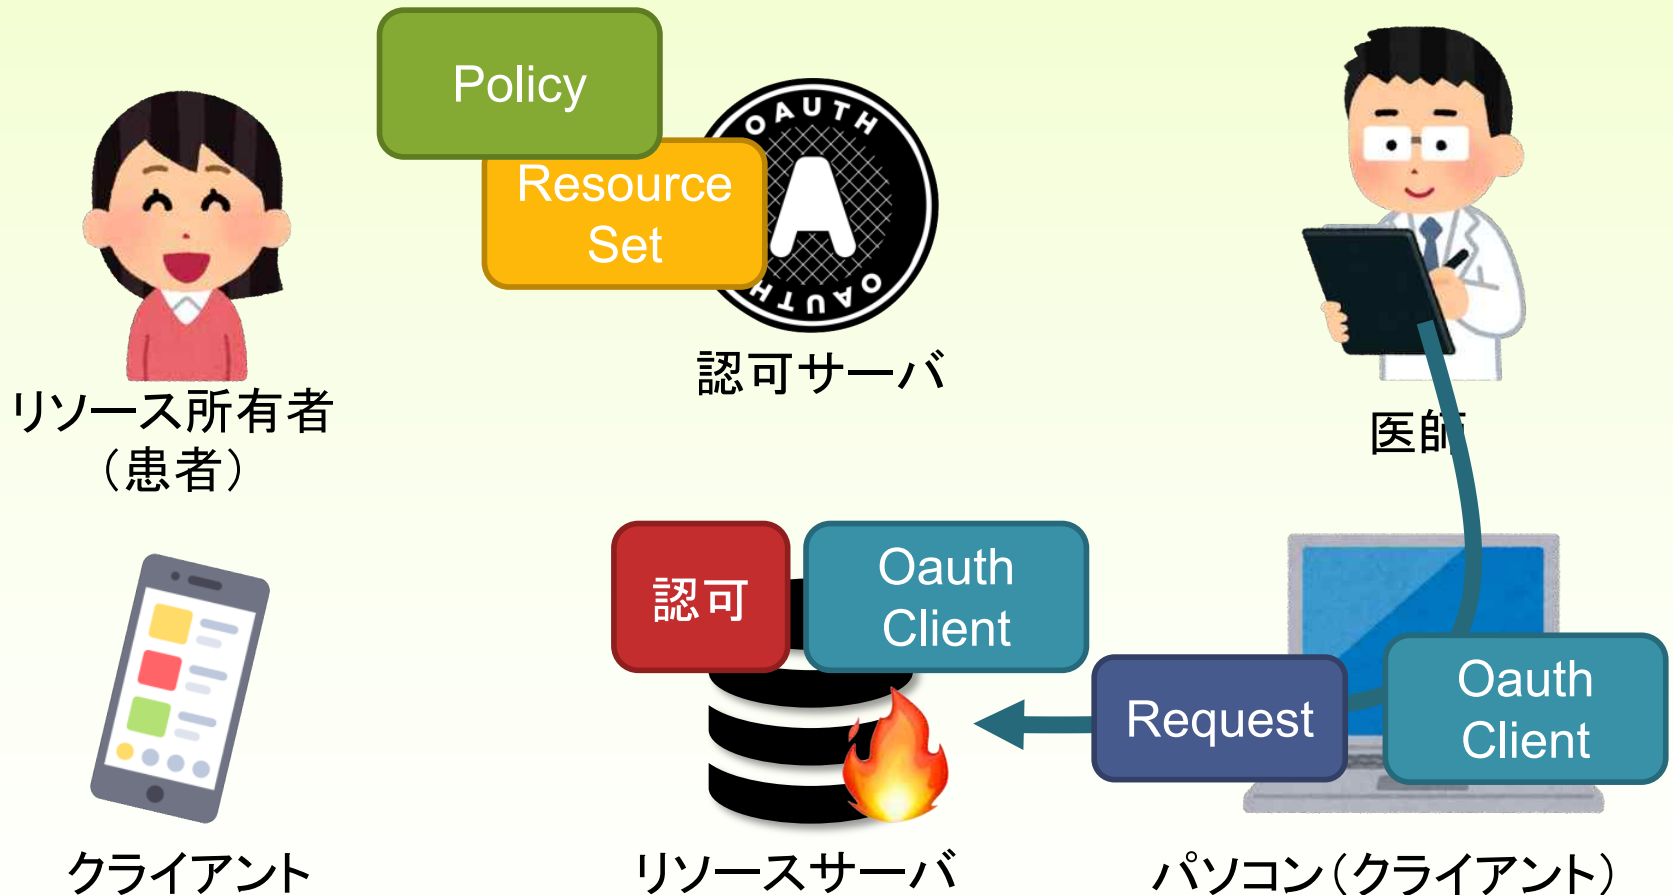 Policy
Resource
Set
OAUTH
OAUTH
認可サーバ
リソース所有者
（患者）
医師
認可
Oauth
Client
Request
Oauth
Client
クライアント
リソースサーバ
パソコン（クライアント）